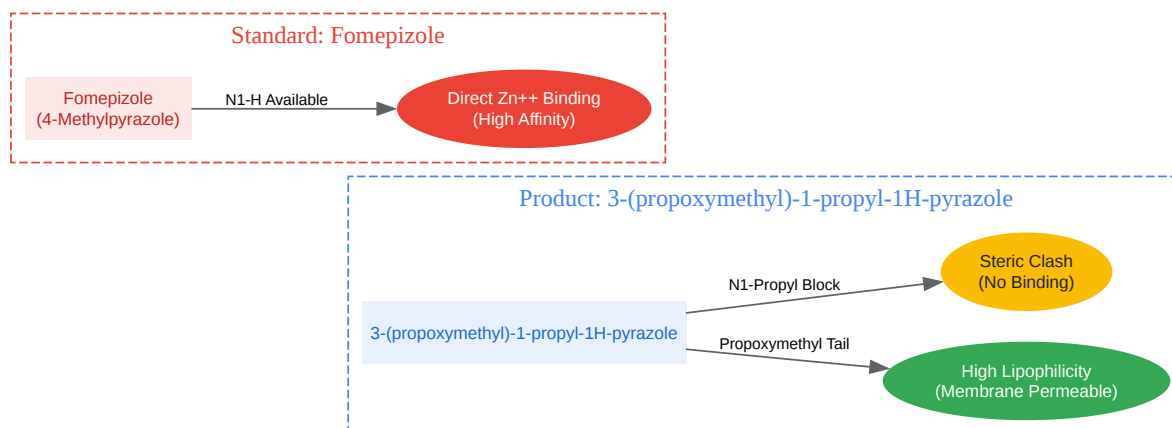 Standard: Fomepizole
Fomepizole
(4-Methylpyrazole)
N1-H Available
Direct Zn++ Binding
(High Affinity)
Product: 3-(propoxymethyl)-1-propyl-1H-pyrazole
3-(propoxymethyl)-1-propyl-1H-pyrazole
N1-Propyl Block
Steric Clash
(No Binding)
Propoxymethyl Tail
High Lipophilicity
(Membrane Permeable)